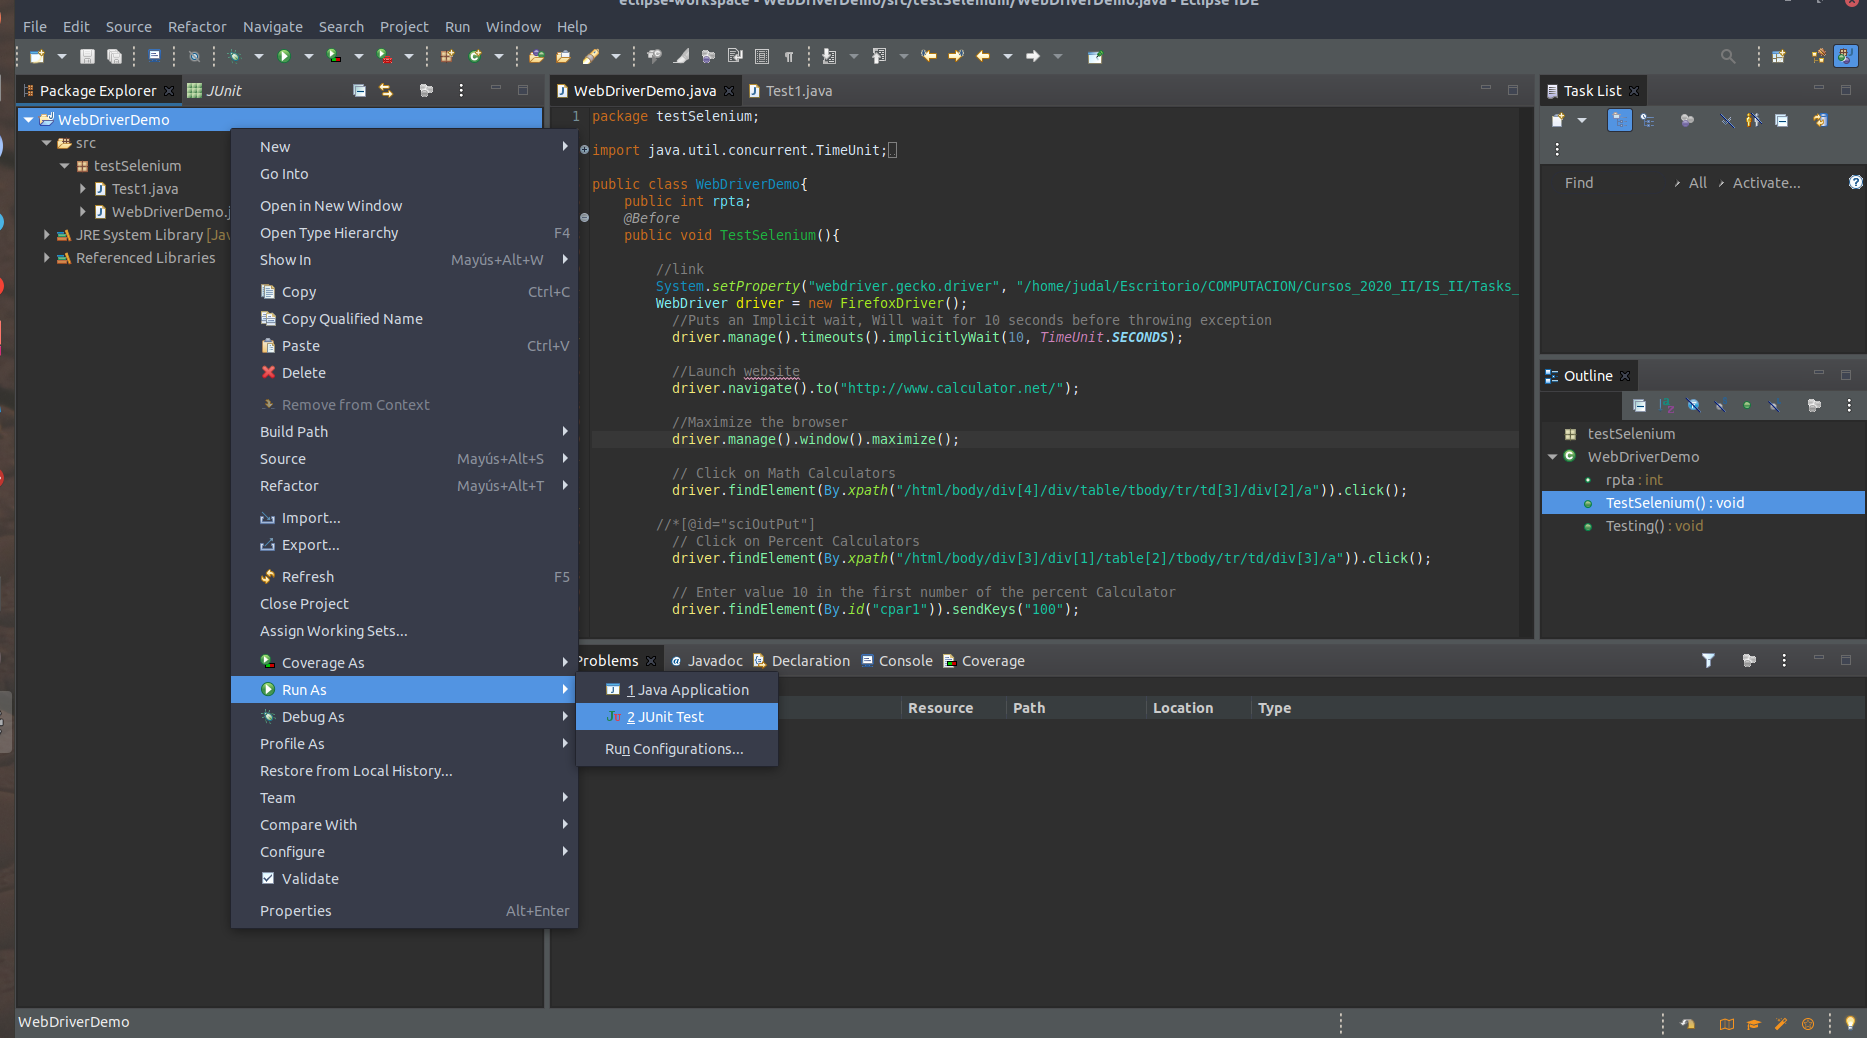 eclipse-workspace - WebDriverDemo/src/testSelenium/WebDriverDemo.java - Eclipse IDE
File Edit Source Refactor Navigate Search Project Run Window Help
Package Explorer JUnit
WebDriverDemo
src
testSelenium
Test1.java
WebDriverDemo.j
JRE System Library [Jav
Referenced Libraries
New
Go Into
Open in New Window
Open Type Hierarchy F4
Show In Mayús+Alt+W
Copy Ctrl+C
Copy Qualified Name
Paste Ctrl+V
Delete
Remove from Context
Build Path
Source Mayús+Alt+S
Refactor Mayús+Alt+T
Import...
Export...
Refresh F5
Close Project
Assign Working Sets...
Coverage As
Run As
Debug As
Profile As
Restore from Local History...
Team
Compare With
Configure
Validate
Properties Alt+Enter
1 Java Application
2 JUnit Test
Run Configurations...
WebDriverDemo.java Test1.java
1 package testSelenium;
import java.util.concurrent.TimeUnit;
public class WebDriverDemo{
public int rpta;
@Before
public void TestSelenium(){
//link
System.setProperty("webdriver.gecko.driver", "/home/judal/Escritorio/COMPUTACION/Cursos_2020_II/IS_II/Tasks_
WebDriver driver = new FirefoxDriver();
//Puts an Implicit wait, Will wait for 10 seconds before throwing exception
driver.manage().timeouts().implicitlyWait(10, TimeUnit.SECONDS);
//Launch website
driver.navigate().to("http://www.calculator.net/");
//Maximize the browser
driver.manage().window().maximize();
// Click on Math Calculators
driver.findElement(By.xpath("/html/body/div[4]/div/table/tbody/tr/td[3]/div[2]/a")).click();
//*[@id="sciOutPut"]
// Click on Percent Calculators
driver.findElement(By.xpath("/html/body/div[3]/div[1]/table[2]/tbody/tr/td/div[3]/a")).click();
// Enter value 10 in the first number of the percent Calculator
driver.findElement(By.id("cpar1")).sendKeys("100");
Problems Javadoc Declaration Console Coverage
Resource Path Location Type
Task List
Find All Activate...
Outline
testSelenium
WebDriverDemo
rpta : int
TestSelenium() : void
Testing() : void
WebDriverDemo